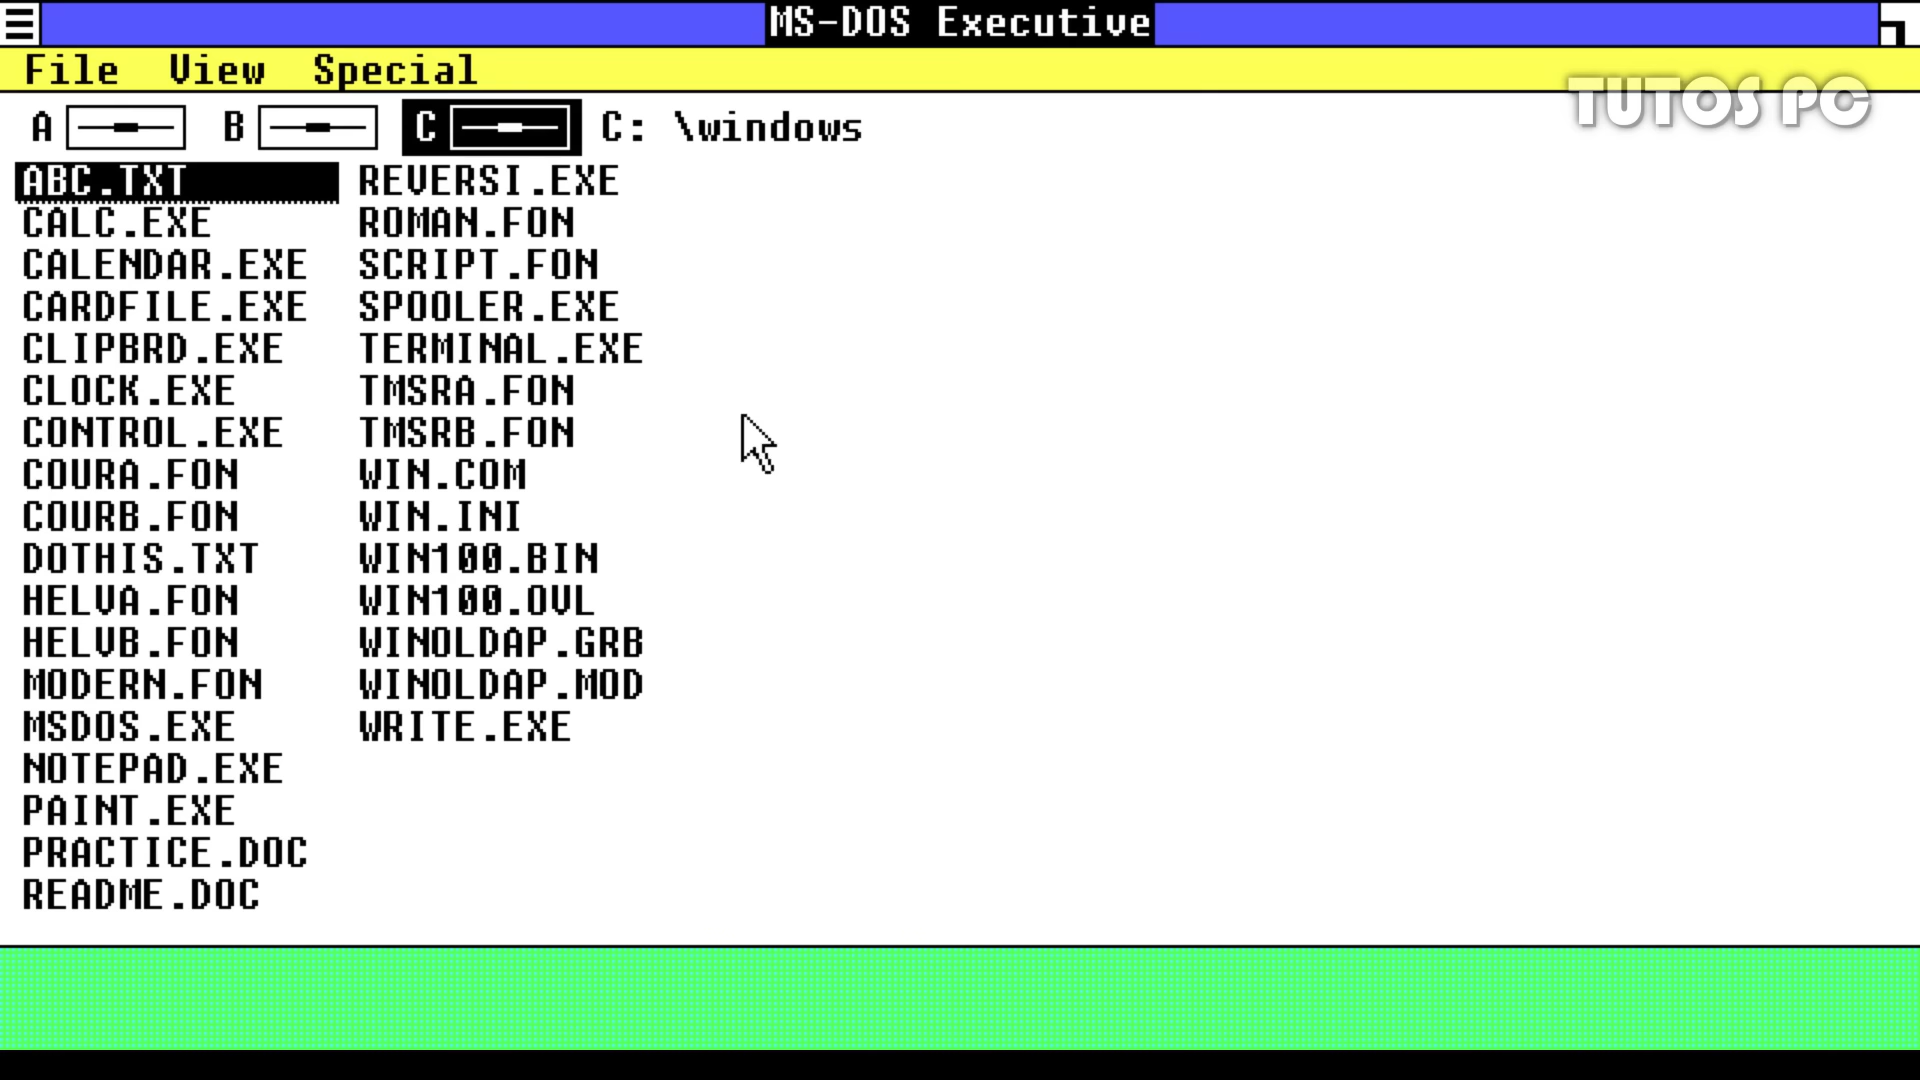 MS-DOS Executive
File View Special
TUTOS PC
A B C C: \windows
ABC.TXT
CALC.EXE
CALENDAR.EXE
CARDFILE.EXE
CLIPBRD.EXE
CLOCK.EXE
CONTROL.EXE
COURA.FON
COURB.FON
DOTHIS.TXT
HELVA.FON
HELVB.FON
MODERN.FON
MSDOS.EXE
NOTEPAD.EXE
PAINT.EXE
PRACTICE.DOC
README.DOC
REVERSI.EXE
ROMAN.FON
SCRIPT.FON
SPOOLER.EXE
TERMINAL.EXE
TMSRA.FON
TMSRB.FON
WIN.COM
WIN.INI
WIN100.BIN
WIN100.OVL
WINOLDAP.GRB
WINOLDAP.MOD
WRITE.EXE